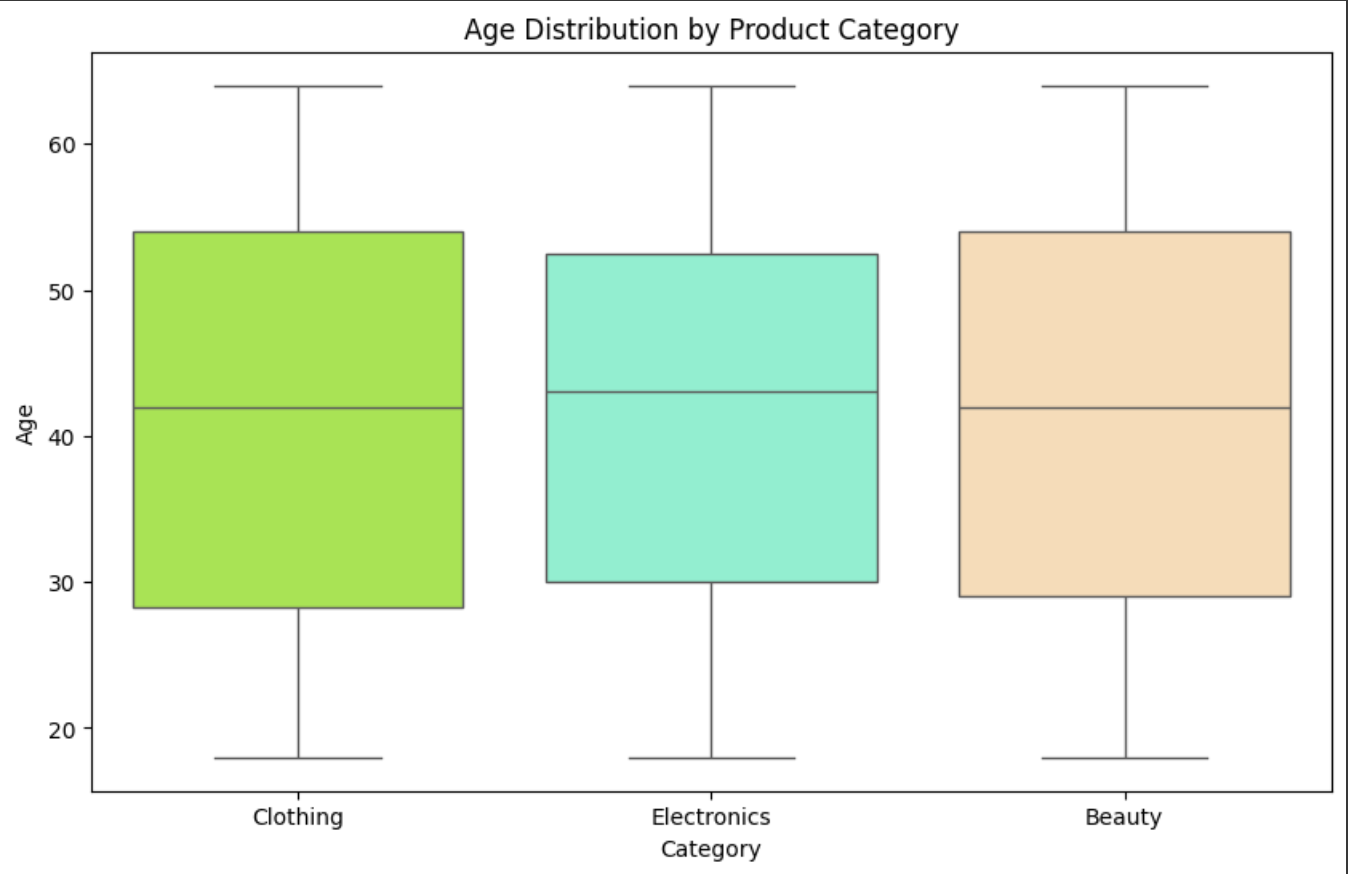 Age Distribution by Product Category
60
50
40
30
20
Age
Clothing Electronics Beauty
Category